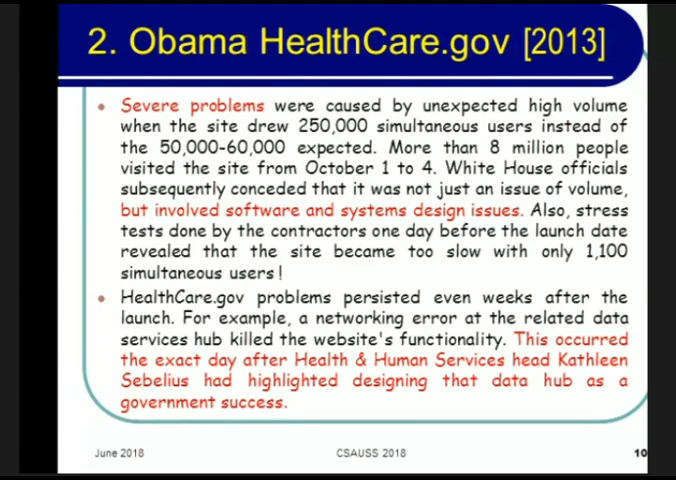 2. Obama HealthCare.gov [2013]
• Severe problems were caused by unexpected high volume
when the site drew 250,000 simultaneous users instead of
the 50,000-60,000 expected. More than 8 million people
visited the site from October 1 to 4. White House officials
subsequently conceded that it was not just an issue of volume,
but involved software and systems design issues. Also, stress
tests done by the contractors one day before the launch date
revealed that the site became too slow with only 1,100
simultaneous users!
• HealthCare.gov problems persisted even weeks after the
launch. For example, a networking error at the related data
services hub killed the website's functionality. This occurred
the exact day after Health & Human Services head Kathleen
Sebelius had highlighted designing that data hub as a
government success.
June 2018
CSAUSS 2018
10